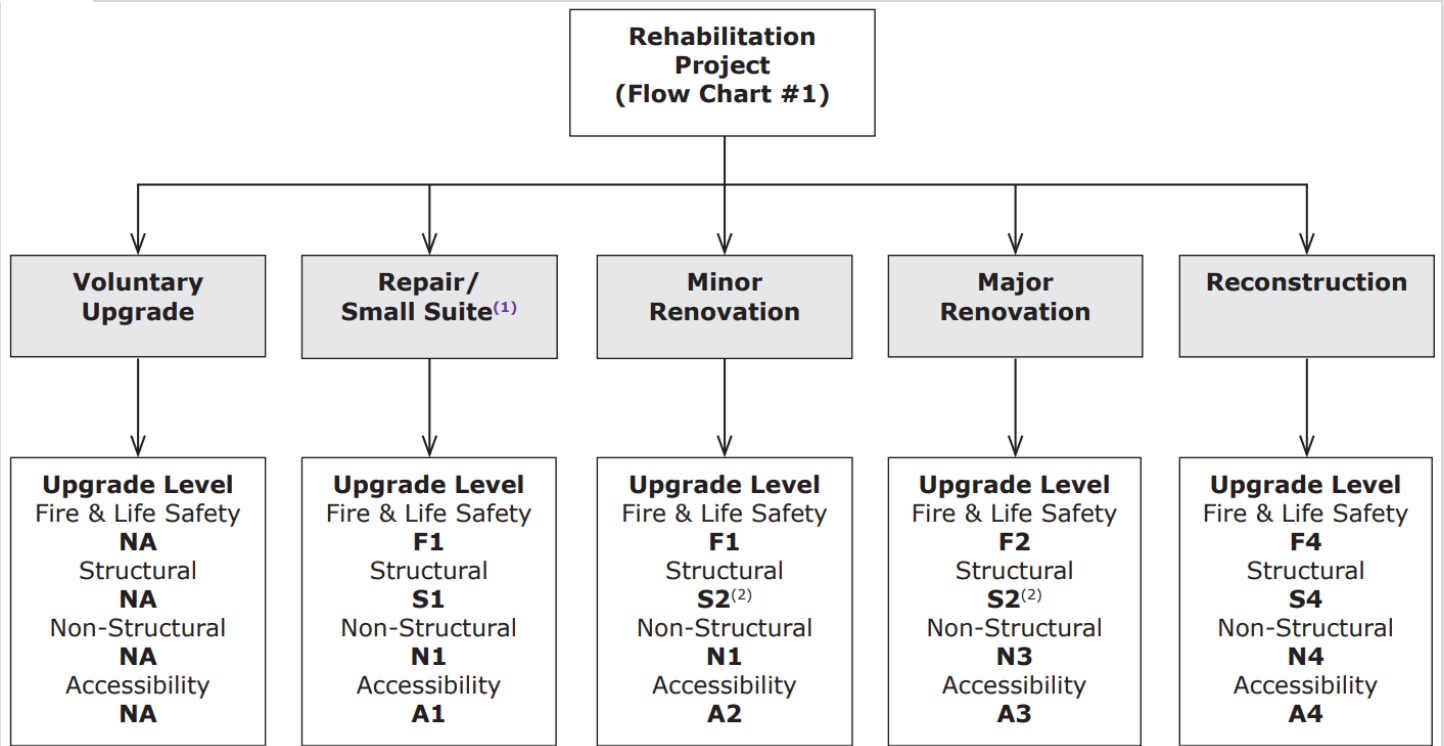 Rehabilitation
Project
(Flow Chart #1)
Voluntary
Upgrade
Repair/
Small Suite(1)
Minor
Renovation
Major
Renovation
Reconstruction
Upgrade Level
Fire & Life Safety
NA
Structural
NA
Non-Structural
NA
Accessibility
NA
Upgrade Level
Fire & Life Safety
F1
Structural
S1
Non-Structural
N1
Accessibility
A1
Upgrade Level
Fire & Life Safety
F1
Structural
S2(2)
Non-Structural
N1
Accessibility
A2
Upgrade Level
Fire & Life Safety
F2
Structural
S2(2)
Non-Structural
N3
Accessibility
A3
Upgrade Level
Fire & Life Safety
F4
Structural
S4
Non-Structural
N4
Accessibility
A4